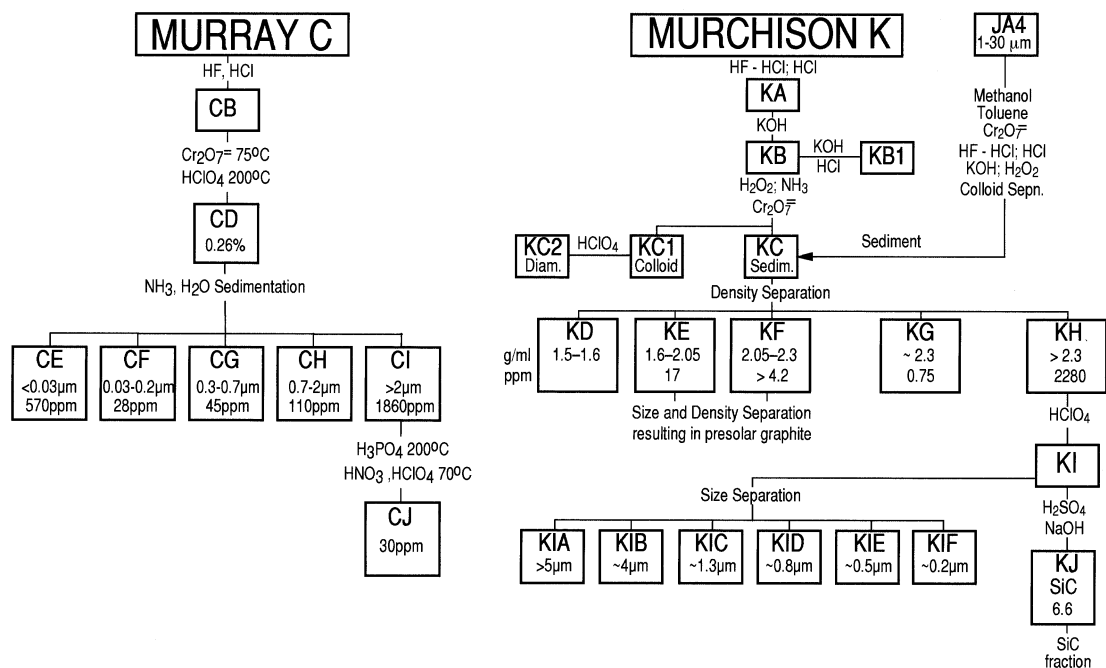 MURRAY C
HF, HCl
CB
Cr2O7= 75ºC
HClO4 200ºC
CD
0.26%
NH3, H2O Sedimentation
CE
<0.03µm
570ppm
CF
0.03-0.2µm
28ppm
CG
0.3-0.7µm
45ppm
CH
0.7-2µm
110ppm
CI
>2µm
1860ppm
H3PO4 200ºC
HNO3 ,HClO4 70ºC
CJ
30ppm
MURCHISON K
HF - HCl; HCl
KA
KOH
KB
KOH
HCl
KB1
H2O2; NH3
Cr2O7=
KC2
Diam.
HClO4
KC1
Colloid
KC
Sedim.
Sediment
JA4
1-30 µm
Methanol
Toluene
Cr2O7=
HF - HCl; HCl
KOH; H2O2
Colloid Sepn.
Density Separation
g/ml
ppm
KD
1.5–1.6
KE
1.6–2.05
17
KF
2.05–2.3
> 4.2
KG
~ 2.3
0.75
KH
> 2.3
2280
Size and Density Separation
resulting in presolar graphite
HClO4
KI
Size Separation
KIA
>5µm
KIB
~4µm
KIC
~1.3µm
KID
~0.8µm
KIE
~0.5µm
KIF
~0.2µm
H2SO4
NaOH
KJ
SiC
6.6
SiC
fraction